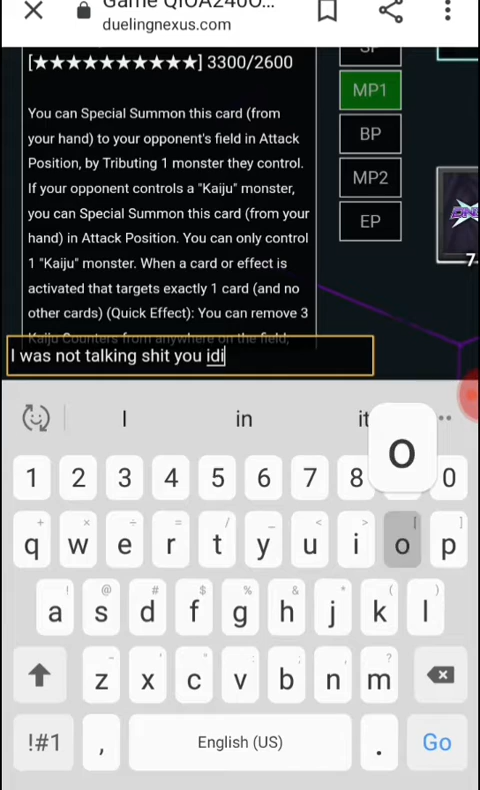 duelingnexus.com
[★★★★★★★★★★] 3300/2600
MP1
You can Special Summon this card (from
your hand) to your opponent's field in Attack
BP
Position, by Tributing 1 monster they control.
If your opponent controls a "Kaiju" monster,
MP2
you can Special Summon this card (from your
hand) in Attack Position. You can only control
EP
1 "Kaiju" monster. When a card or effect is
activated that targets exactly 1 card (and no
other cards) (Quick Effect): You can remove 3
Kaiju Counters from anywhere on the field;
I was not talking shit you idi
I in it
O
1 2 3 4 5 6 7 8 0
q w e r t y u i o p
a s d f g h j k l
z x c v b n m
!#1 , English (US) . Go